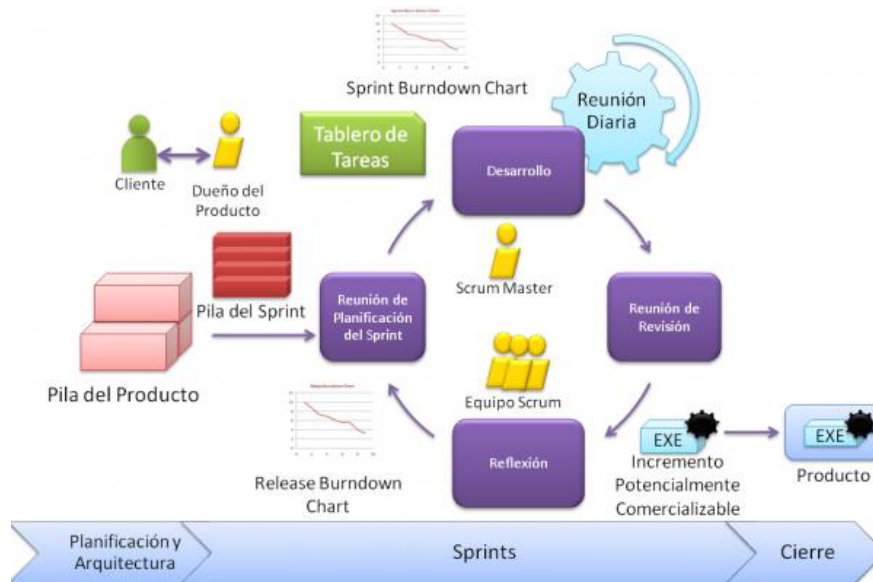 Sprint Burndown Chart
Reunión
Diaria
Tablero de
Tareas
Desarrollo
Cliente
Dueño del
Producto
Scrum Master
Pila del Sprint
Reunión de
Planificación
del Sprint
Reunión de
Revisión
Pila del Producto
Equipo Scrum
Release Burndown
Chart
Reflexión
EXE
Incremento
Potencialmente
Comercializable
EXE
Producto
Planificación y
Arquitectura
Sprints
Cierre